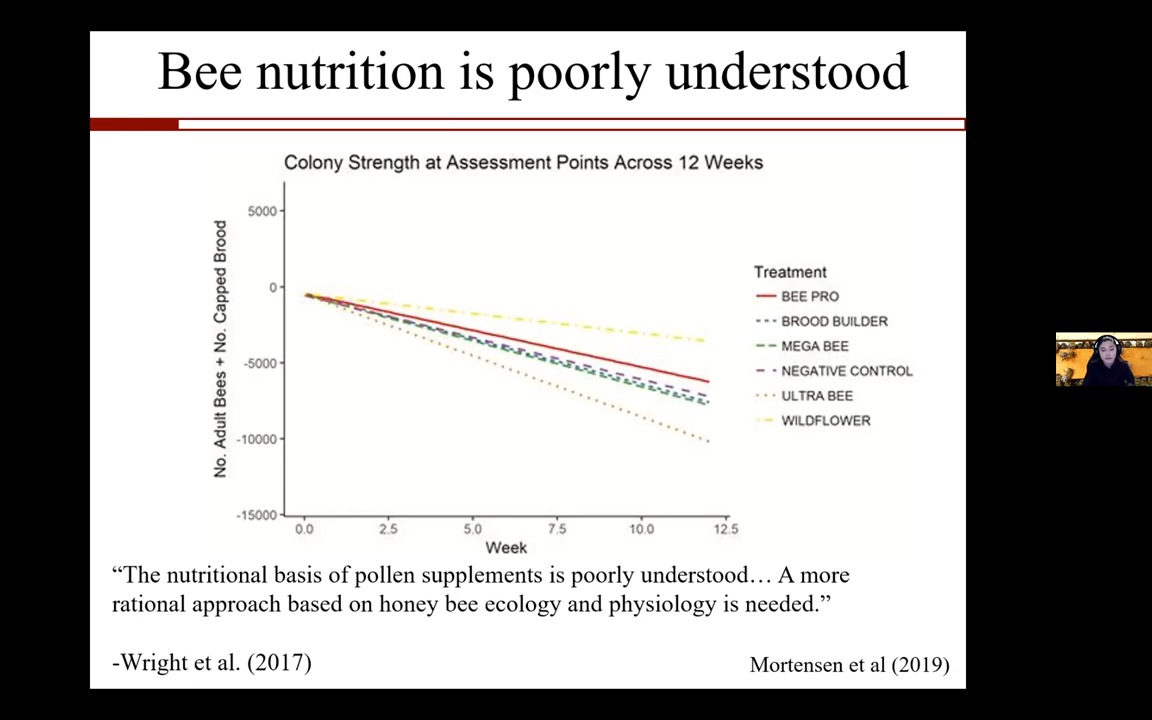 Bee nutrition is poorly understood
Colony Strength at Assessment Points Across 12 Weeks
No. Adult Bees + No. Capped Brood
5000
0
-5000
-10000
-15000
0.0 2.5 5.0 7.5 10.0 12.5
Week
Treatment
BEE PRO
BROOD BUILDER
MEGA BEE
NEGATIVE CONTROL
ULTRA BEE
WILDFLOWER
“The nutritional basis of pollen supplements is poorly understood… A more
rational approach based on honey bee ecology and physiology is needed.”
-Wright et al. (2017)
Mortensen et al (2019)